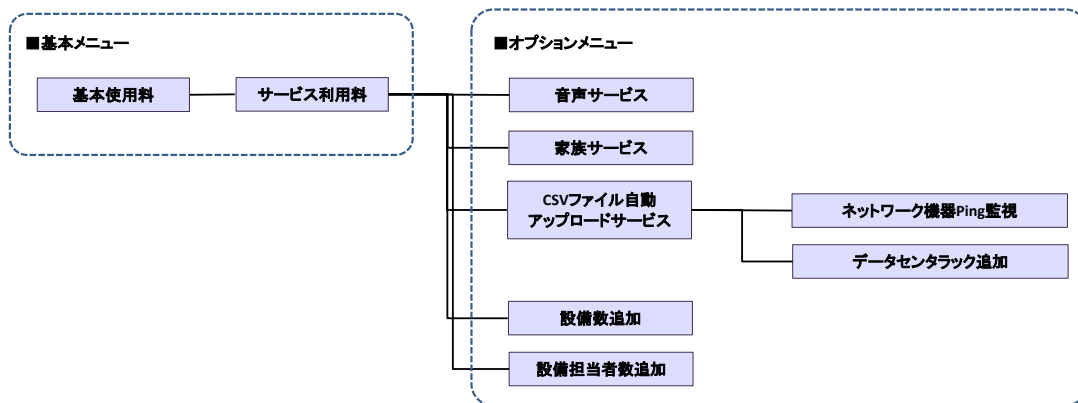 ■基本メニュー
基本使用料
サービス利用料
■オプションメニュー
音声サービス
家族サービス
CSVファイル自動
アップロードサービス
ネットワーク機器Ping監視
データセンタラック追加
設備数追加
設備担当者数追加